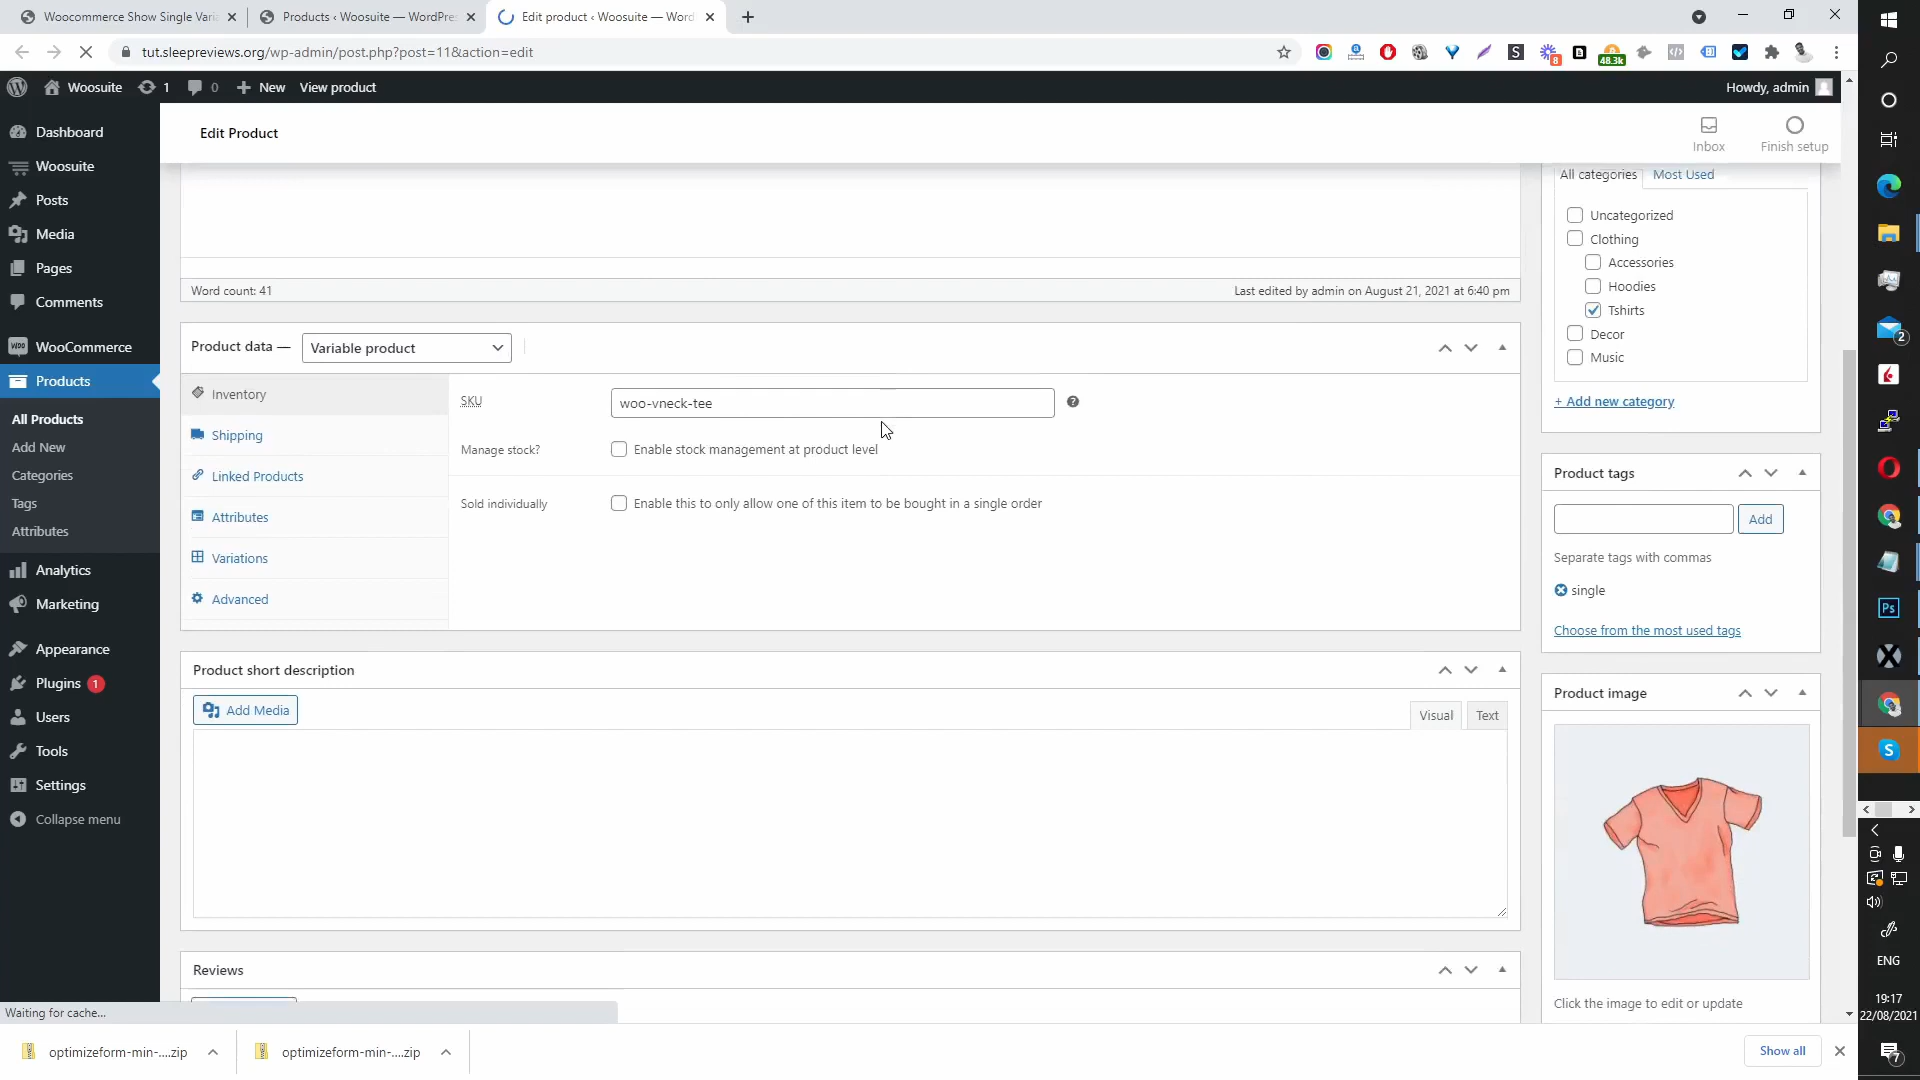 Woocommerce Show Single Varia
Products ‹ Woosuite — WordPres
Edit product ‹ Woosuite — Word
tut.sleepreviews.org/wp-admin/post.php?post=11&action=edit
8
48.3k
Woosuite
1
0
New
View product
Howdy, admin
Edit Product
Inbox
Finish setup
Dashboard
Woosuite
Posts
Media
Pages
Comments
WooCommerce
Products
All Products
Add New
Categories
Tags
Attributes
Analytics
Marketing
Appearance
Plugins 1
Users
Tools
Settings
Collapse menu
Word count: 41
Last edited by admin on August 21, 2021 at 6:40 pm
Product data —
Variable product
Inventory
Shipping
Linked Products
Attributes
Variations
Advanced
SKU
woo-vneck-tee
Manage stock?
Enable stock management at product level
Sold individually
Enable this to only allow one of this item to be bought in a single order
Product short description
Add Media
Visual
Text
Reviews
All categories
Most Used
Uncategorized
Clothing
Accessories
Hoodies
Tshirts
Decor
Music
+ Add new category
Product tags
Add
Separate tags with commas
single
Choose from the most used tags
Product image
Click the image to edit or update
Waiting for cache...
optimizeform-min-....zip
optimizeform-min-....zip
Show all
2
Ps
S
ENG
19:17
22/08/2021
7